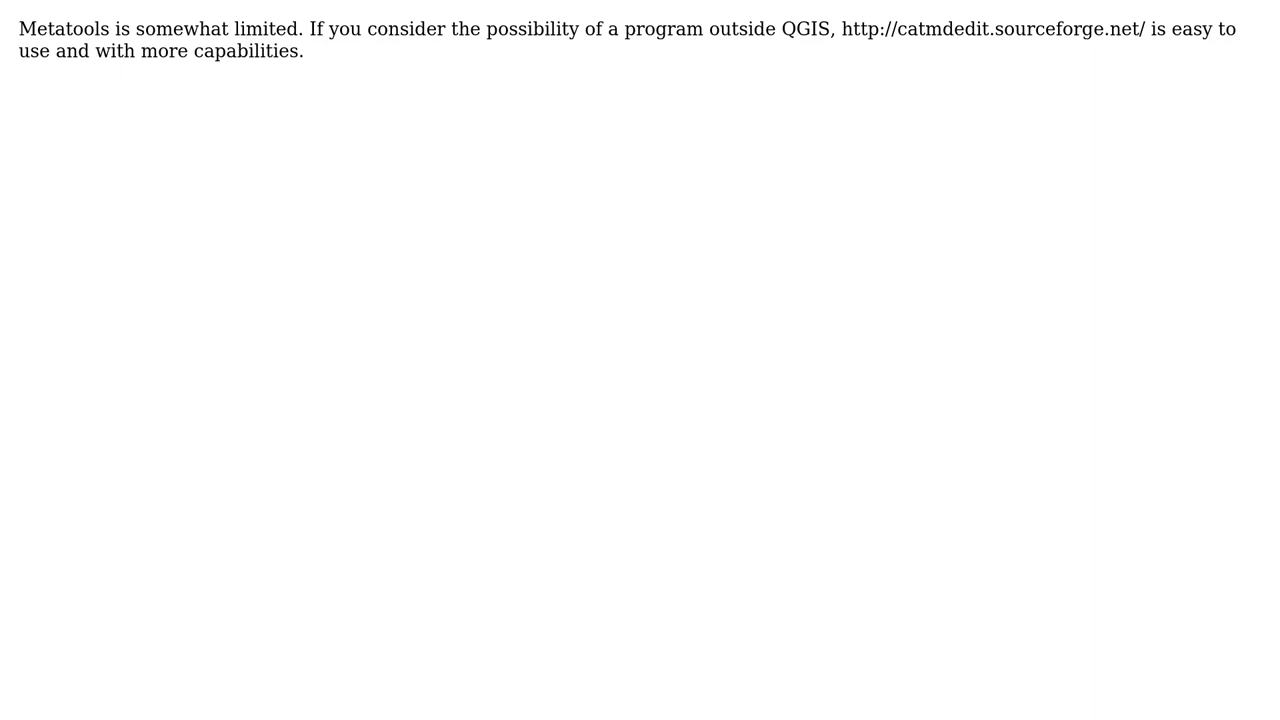 Metatools is somewhat limited. If you consider the possibility of a program outside QGIS, http://catmdedit.sourceforge.net/ is easy to
use and with more capabilities.